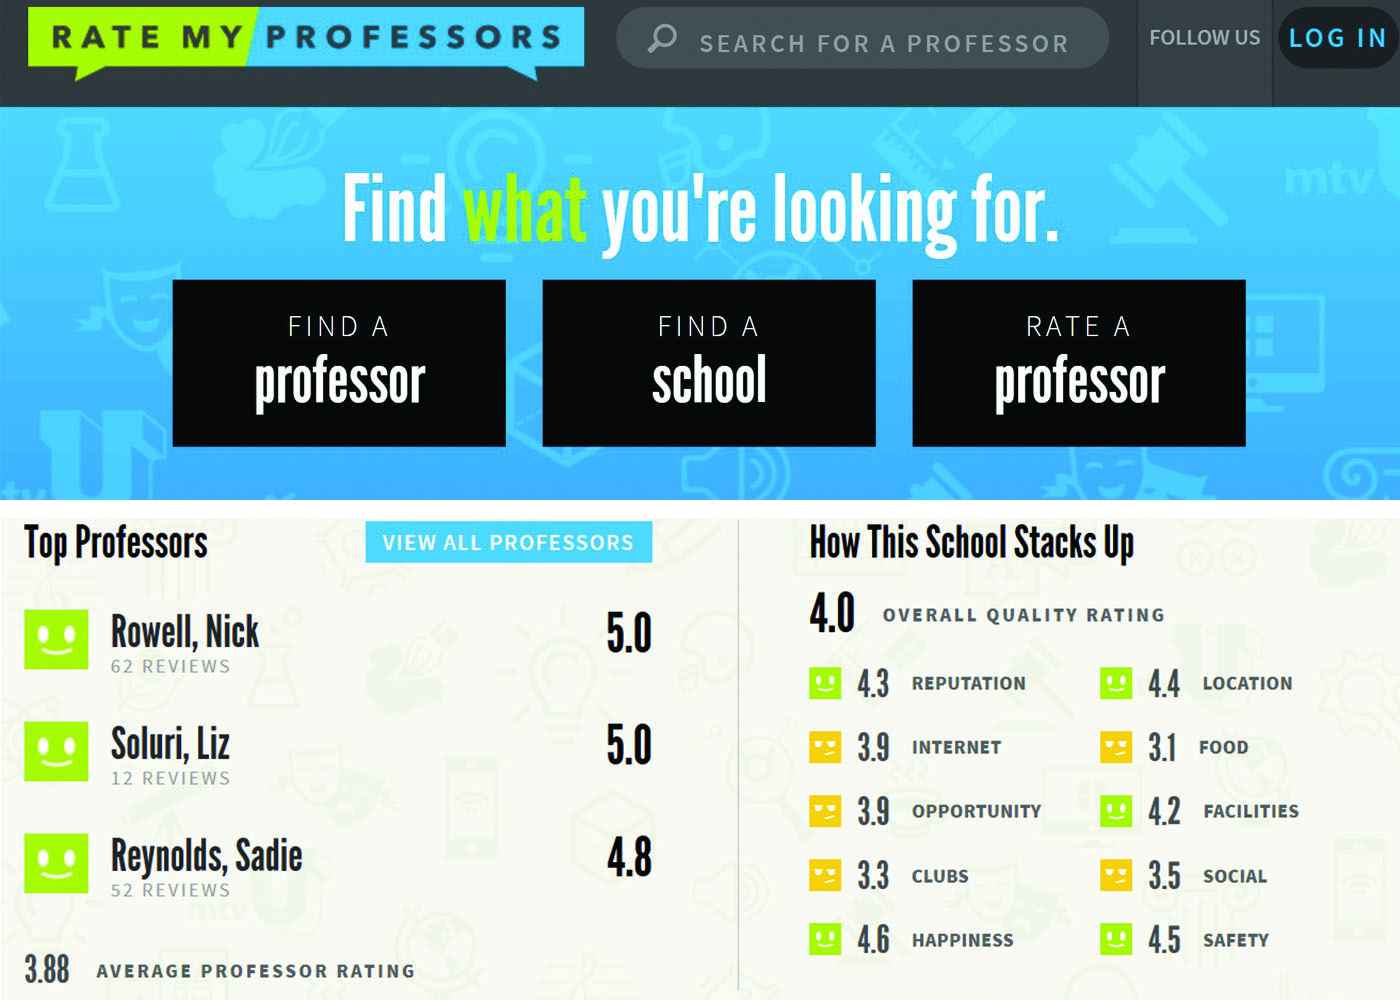 RATE MY PROFESSORS
SEARCH FOR A PROFESSOR
FOLLOW US
LOG IN
mtv
Find what you're looking for.
FIND A
professor
FIND A
school
RATE A
professor
tv U
Top Professors
VIEW ALL PROFESSORS
Rowell, Nick
5.0
62 REVIEWS
Soluri, Liz
5.0
12 REVIEWS
Reynolds, Sadie
4.8
52 REVIEWS
mtv U
3.88 AVERAGE PROFESSOR RATING
How This School Stacks Up
4.0 OVERALL QUALITY RATING
4.3 REPUTATION
4.4 LOCATION
3.9 INTERNET
3.1 FOOD
3.9 OPPORTUNITY
4.2 FACILITIES
3.3 CLUBS
3.5 SOCIAL
4.6 HAPPINESS
4.5 SAFETY